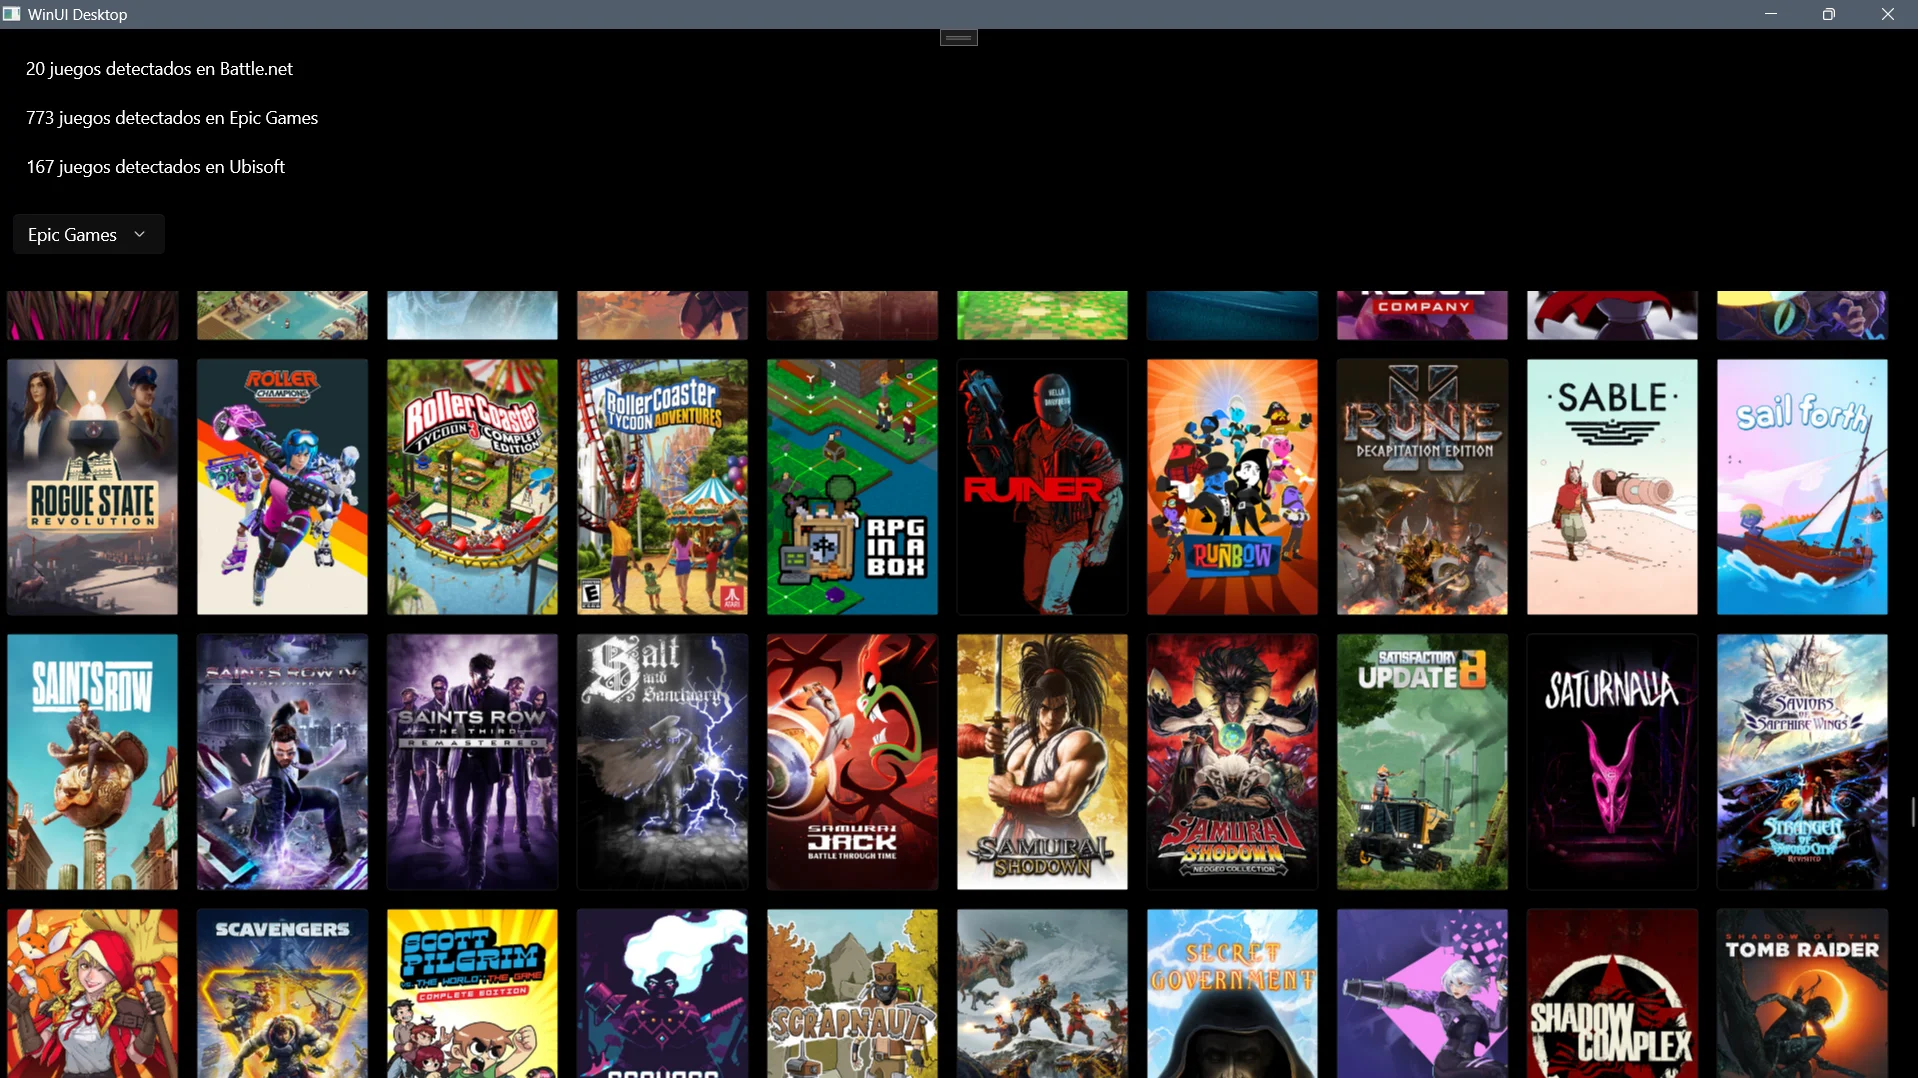 WinUI Desktop
20 juegos detectados en Battle.net
773 juegos detectados en Epic Games
167 juegos detectados en Ubisoft
Epic Games
COMPANY
ROGUE STATE
REVOLUTION
ROLLER
CHAMPIONS
RollerCoaster
TYCOON 3 COMPLETE
EDITION
RollerCoaster
TYCOON ADVENTURES
E
ATARI
RPG
IN A
BOX
HELLO
RUINER
RUNBOW
RUNE
II
DECAPITATION EDITION
·SABLE·
sail forth
SAINTS ROW
SAINTS ROW IV
SAINTS ROW
THE THIRD
REMASTERED
Salt
and
Sanctuary
SAMURAI
JACK
BATTLE THROUGH TIME
SAMURAI
SHODOWN
SAMURAI
SHODOWN
NEOGEO COLLECTION
SATISFACTORY
UPDATE 8
SATURNALIA
SAVIORS
OF
SAPPHIRE WINGS
STRANGER
OF
SWORD CITY
REVISITED
SCAVENGERS
SCOTT
PILGRIM
VS. THE WORLD THE GAME
COMPLETE EDITION
SCRAPNAUT
SECRET
GOVERNMENT
SHADOW
COMPLEX
SHADOW OF THE
TOMB RAIDER